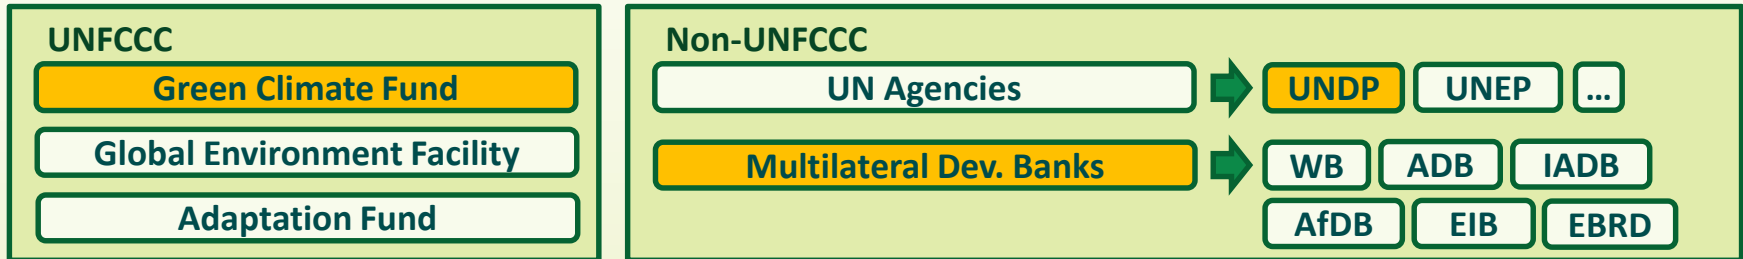 UNFCCC
Green Climate Fund
Global Environment Facility
Adaptation Fund
Non-UNFCCC
UN Agencies
UNDP
UNEP
...
Multilateral Dev. Banks
WB
ADB
IADB
AfDB
EIB
EBRD